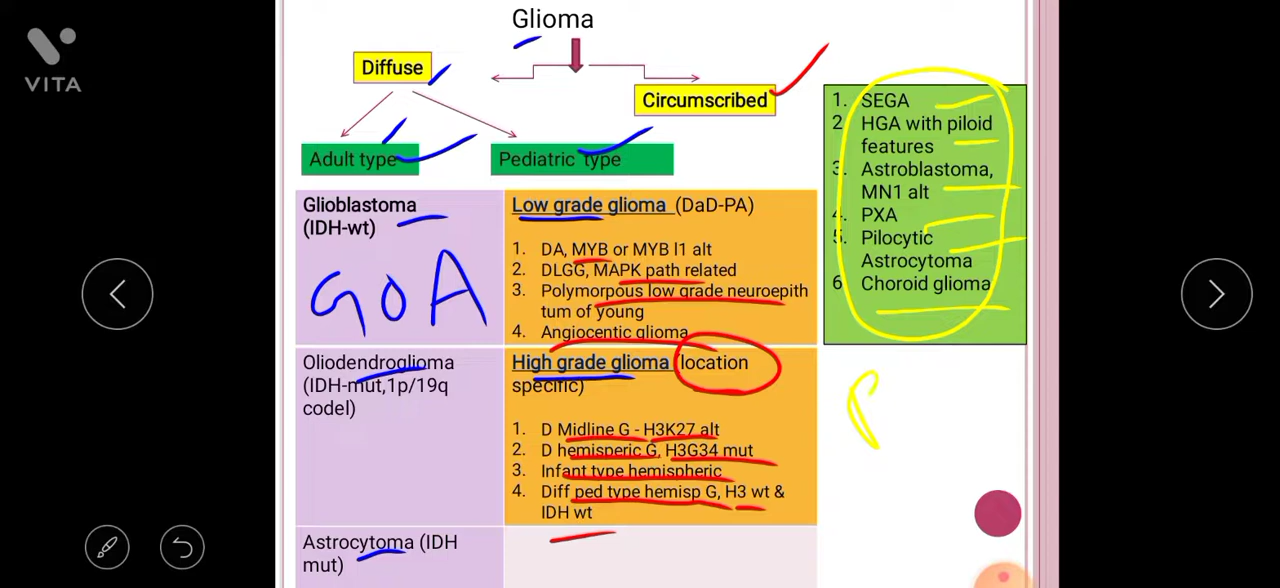 VITA
Glioma
Diffuse
Circumscribed
Adult type
Pediatric type
1. SEGA
2 HGA with piloid
features
3. Astroblastoma,
MN1 alt
4. PXA
5. Pilocytic
Astrocytoma
6 Choroid glioma
Glioblastoma
(IDH-wt)
GOA
Low grade glioma (DaD-PA)
1. DA, MYB or MYB l1 alt
2. DLGG, MAPK path related
3. Polymorpous low grade neuroepith
tum of young
4. Angiocentic glioma
Oliodendroglioma
(IDH-mut,1p/19q
codel)
High grade glioma (location
specific)
1. D Midline G - H3K27 alt
2. D hemisperic G, H3G34 mut
3. Infant type hemispheric
4. Diff ped type hemisp G, H3 wt &
IDH wt
Astrocytoma (IDH
mut)